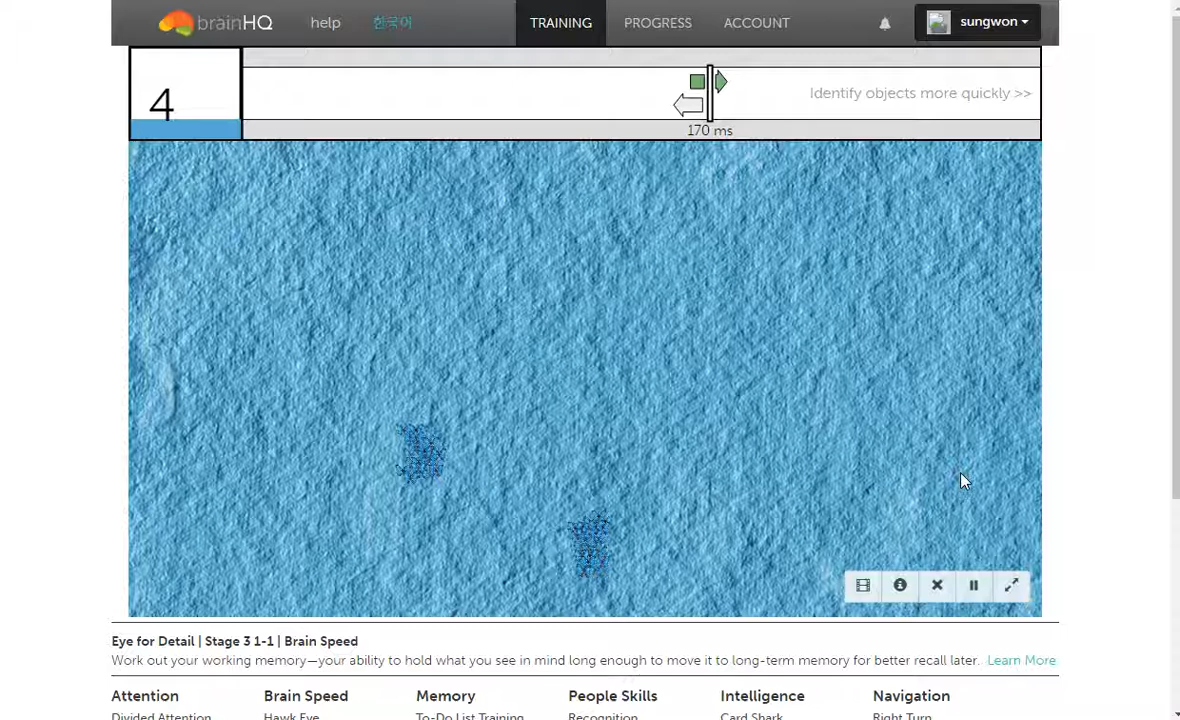 brainHQ help 한국어 TRAINING PROGRESS ACCOUNT sungwon
4
Identify objects more quickly >>
170 ms
Eye for Detail | Stage 3 1-1 | Brain Speed
Work out your working memory—your ability to hold what you see in mind long enough to move it to long-term memory for better recall later. Learn More
Attention Brain Speed Memory People Skills Intelligence Navigation
Divided Attention Hawk Eye To-Do List Training Recognition Card Shark Right Turn